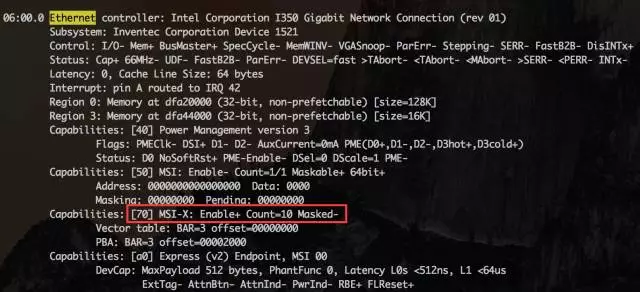 06:00.0 Ethernet controller: Intel Corporation I350 Gigabit Network Connection (rev 01)
Subsystem: Inventec Corporation Device 1521
Control: I/O- Mem+ BusMaster+ SpecCycle- MemWINV- VGASnoop- ParErr- Stepping- SERR- FastB2B- DisINTx+
Status: Cap+ 66MHz- UDF- FastB2B- ParErr- DEVSEL=fast >TAbort- <TAbort- <MAbort- >SERR- <PERR- INTx-
Latency: 0, Cache Line Size: 64 bytes
Interrupt: pin A routed to IRQ 42
Region 0: Memory at dfa20000 (32-bit, non-prefetchable) [size=128K]
Region 3: Memory at dfa44000 (32-bit, non-prefetchable) [size=16K]
Capabilities: [40] Power Management version 3
Flags: PMEClk- DSI+ D1- D2- AuxCurrent=0mA PME(D0+,D1-,D2-,D3hot+,D3cold+)
Status: D0 NoSoftRst+ PME-Enable- DSel=0 DScale=1 PME-
Capabilities: [50] MSI: Enable- Count=1/1 Maskable+ 64bit+
Address: 0000000000000000 Data: 0000
Masking: 00000000 Pending: 00000000
Capabilities: [70] MSI-X: Enable+ Count=10 Masked-
Vector table: BAR=3 offset=00000000
PBA: BAR=3 offset=00002000
Capabilities: [a0] Express (v2) Endpoint, MSI 00
DevCap: MaxPayload 512 bytes, PhantFunc 0, Latency L0s <512ns, L1 <64us
ExtTag- AttnBtn- AttnInd- PwrInd- RBE+ FLReset+